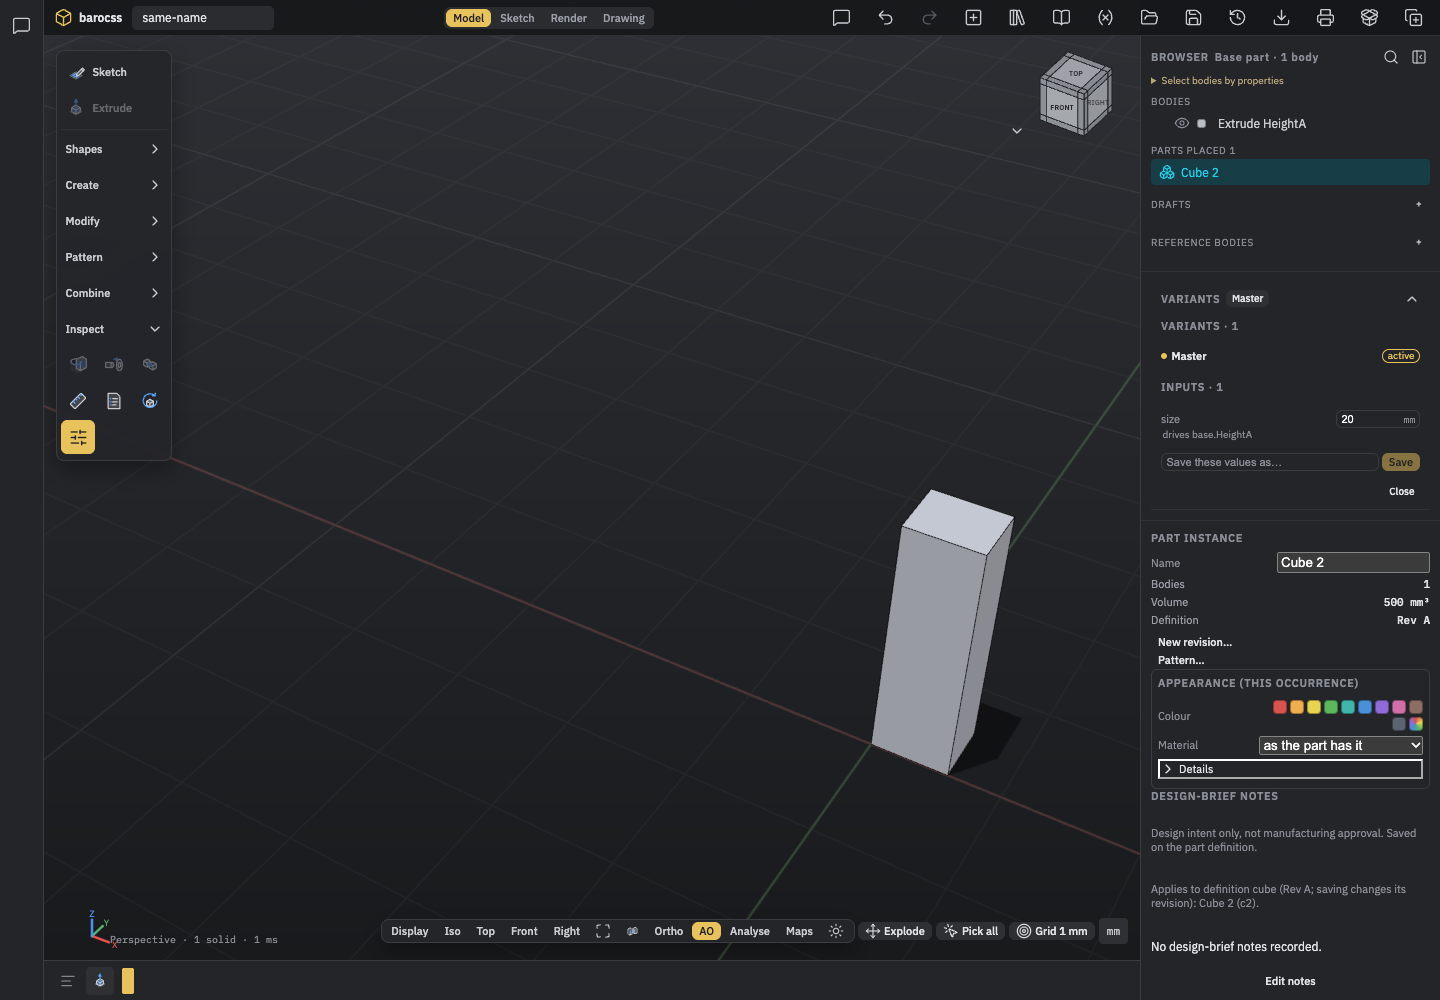 barocss
same-name
Model
Sketch
Render
Drawing
Sketch
Extrude
Shapes
Create
Modify
Pattern
Combine
Inspect
TOP
FRONT
RIGHT
BROWSER Base part · 1 body
Select bodies by properties
BODIES
Extrude HeightA
PARTS PLACED 1
Cube 2
DRAFTS +
REFERENCE BODIES +
VARIANTS Master
VARIANTS · 1
Master active
INPUTS · 1
size 20 mm
drives base.HeightA
Save these values as... Save
Close
PART INSTANCE
Name Cube 2
Bodies 1
Volume 500 mm³
Definition Rev A
New revision...
Pattern...
APPEARANCE (THIS OCCURRENCE)
Colour
Material as the part has it
Details
DESIGN-BRIEF NOTES
Design intent only, not manufacturing approval. Saved
on the part definition.
Applies to definition cube (Rev A; saving changes its
revision): Cube 2 (c2).
No design-brief notes recorded.
Edit notes
Z
Y
X
Perspective · 1 solid · 1 ms
Display Iso Top Front Right Ortho AO Analyse Maps Explode Pick all Grid 1 mm mm